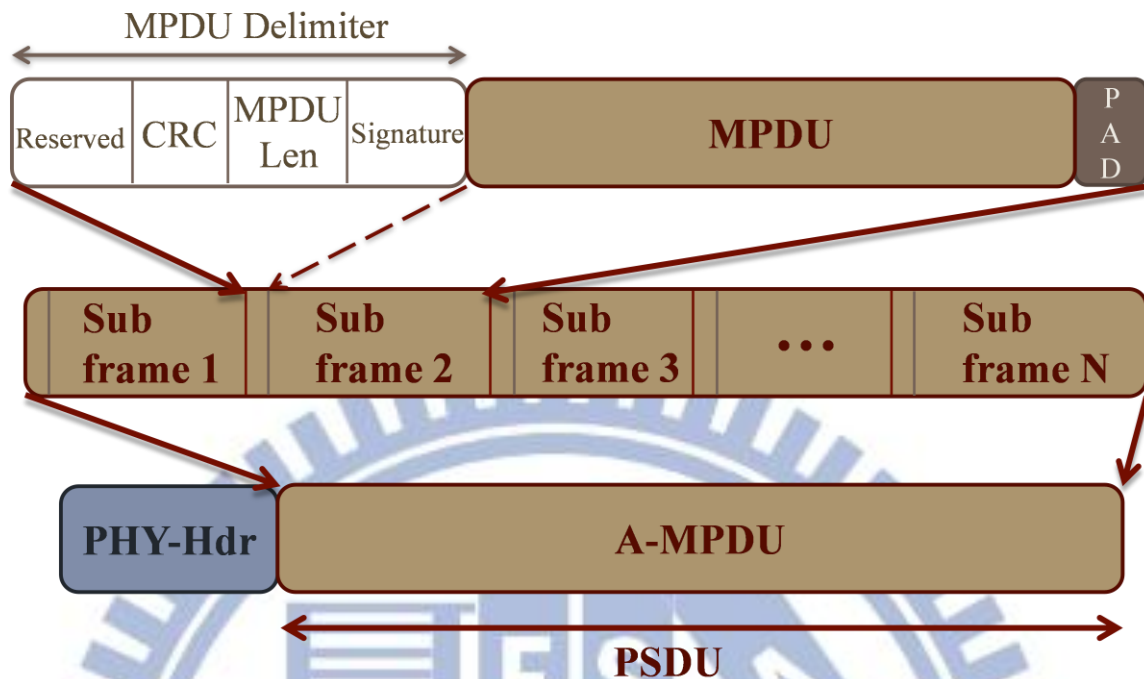 MPDU Delimiter
Reserved
CRC
MPDU
Len
Signature
MPDU
P
A
D
Sub
frame 1
Sub
frame 2
Sub
frame 3
...
Sub
frame N
PHY-Hdr
A-MPDU
PSDU